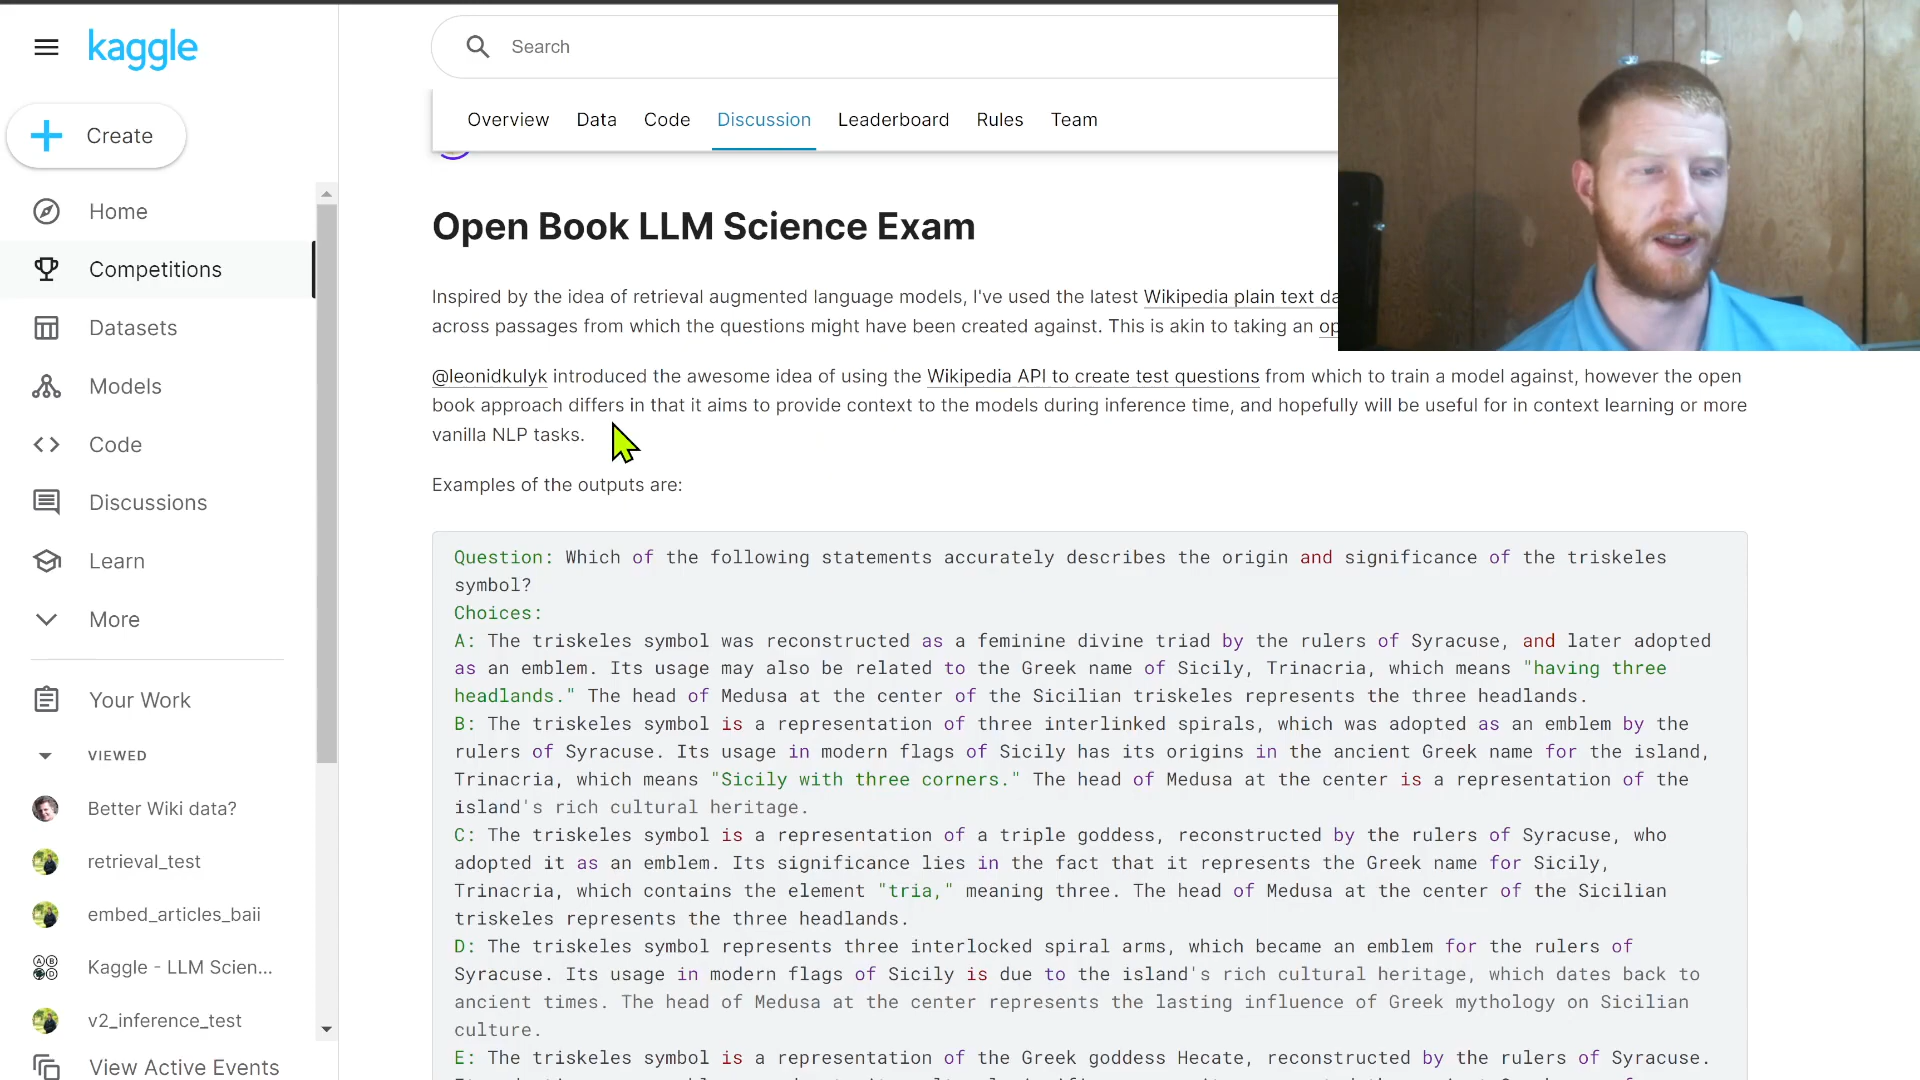 kaggle
Search
Create
Overview Data Code Discussion Leaderboard Rules Team
Home
Competitions
Datasets
Models
Code
Discussions
Learn
More
Your Work
VIEWED
Better Wiki data?
retrieval_test
embed_articles_baii
Kaggle - LLM Scien...
v2_inference_test
View Active Events
Open Book LLM Science Exam
Inspired by the idea of retrieval augmented language models, I've used the latest Wikipedia plain text da
across passages from which the questions might have been created against. This is akin to taking an op
@leonidkulyk introduced the awesome idea of using the Wikipedia API to create test questions from which to train a model against, however the open
book approach differs in that it aims to provide context to the models during inference time, and hopefully will be useful for in context learning or more
vanilla NLP tasks.
Examples of the outputs are:
Question: Which of the following statements accurately describes the origin and significance of the triskeles
symbol?
Choices:
A: The triskeles symbol was reconstructed as a feminine divine triad by the rulers of Syracuse, and later adopted
as an emblem. Its usage may also be related to the Greek name of Sicily, Trinacria, which means "having three
headlands." The head of Medusa at the center of the Sicilian triskeles represents the three headlands.
B: The triskeles symbol is a representation of three interlinked spirals, which was adopted as an emblem by the
rulers of Syracuse. Its usage in modern flags of Sicily has its origins in the ancient Greek name for the island,
Trinacria, which means "Sicily with three corners." The head of Medusa at the center is a representation of the
island's rich cultural heritage.
C: The triskeles symbol is a representation of a triple goddess, reconstructed by the rulers of Syracuse, who
adopted it as an emblem. Its significance lies in the fact that it represents the Greek name for Sicily,
Trinacria, which contains the element "tria," meaning three. The head of Medusa at the center of the Sicilian
triskeles represents the three headlands.
D: The triskeles symbol represents three interlocked spiral arms, which became an emblem for the rulers of
Syracuse. Its usage in modern flags of Sicily is due to the island's rich cultural heritage, which dates back to
ancient times. The head of Medusa at the center represents the lasting influence of Greek mythology on Sicilian
culture.
E: The triskeles symbol is a representation of the Greek goddess Hecate, reconstructed by the rulers of Syracuse.